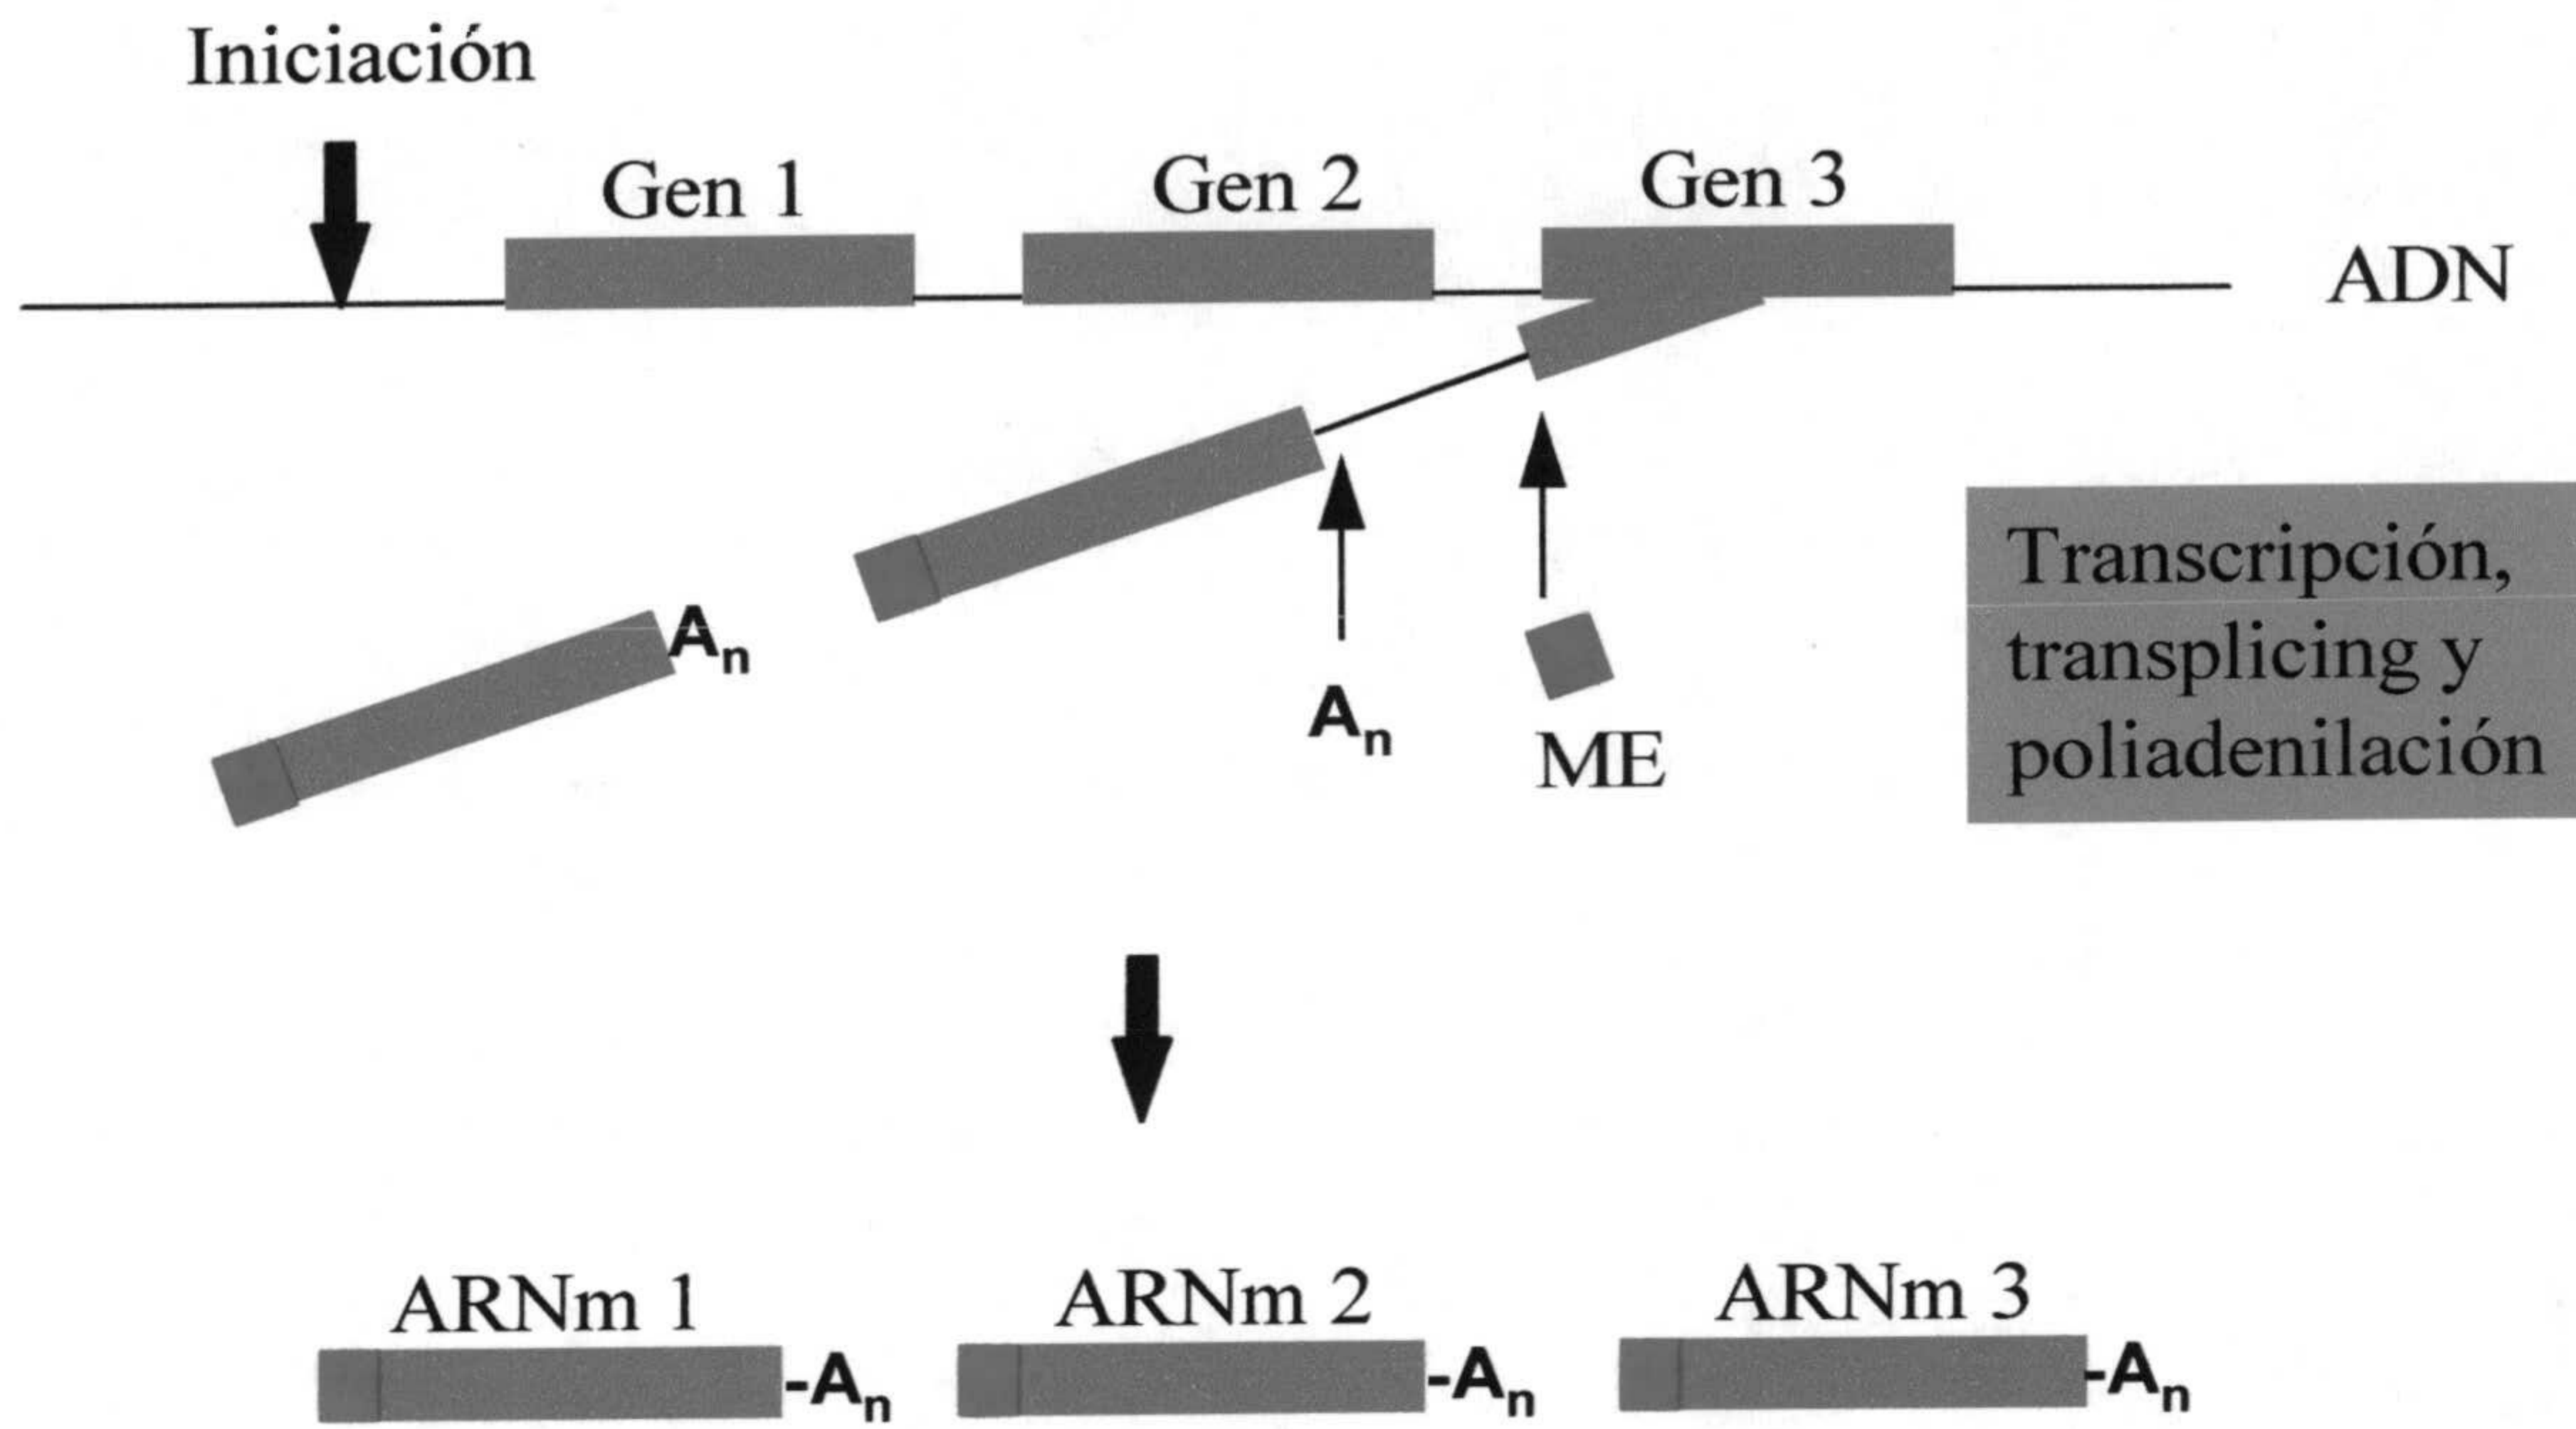 Iniciación
Gen 1
Gen 2
Gen 3
ADN
An
An
ME
Transcripción,
transplicing y
poliadenilación
ARNm 1
ARNm 2
ARNm 3
-An
-An
-An